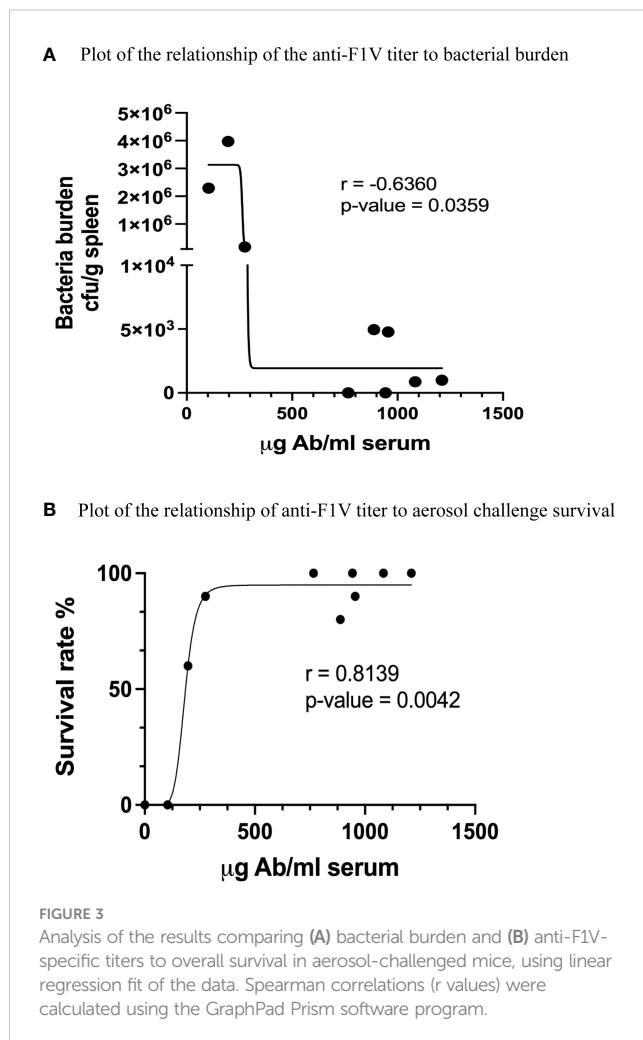 A Plot of the relationship of the anti-F1V titer to bacterial burden
Bacteria burden
cfu/g spleen
5×10⁶
4×10⁶
3×10⁶
2×10⁶
1×10⁶
1×10⁴
5×10³
0
r = -0.6360
p-value = 0.0359
0 500 1000 1500
μg Ab/ml serum
B Plot of the relationship of anti-F1V titer to aerosol challenge survival
Survival rate %
100
50
0
r = 0.8139
p-value = 0.0042
0 500 1000 1500
μg Ab/ml serum
FIGURE 3
Analysis of the results comparing (A) bacterial burden and (B) anti-F1V-
specific titers to overall survival in aerosol-challenged mice, using linear
regression fit of the data. Spearman correlations (r values) were
calculated using the GraphPad Prism software program.